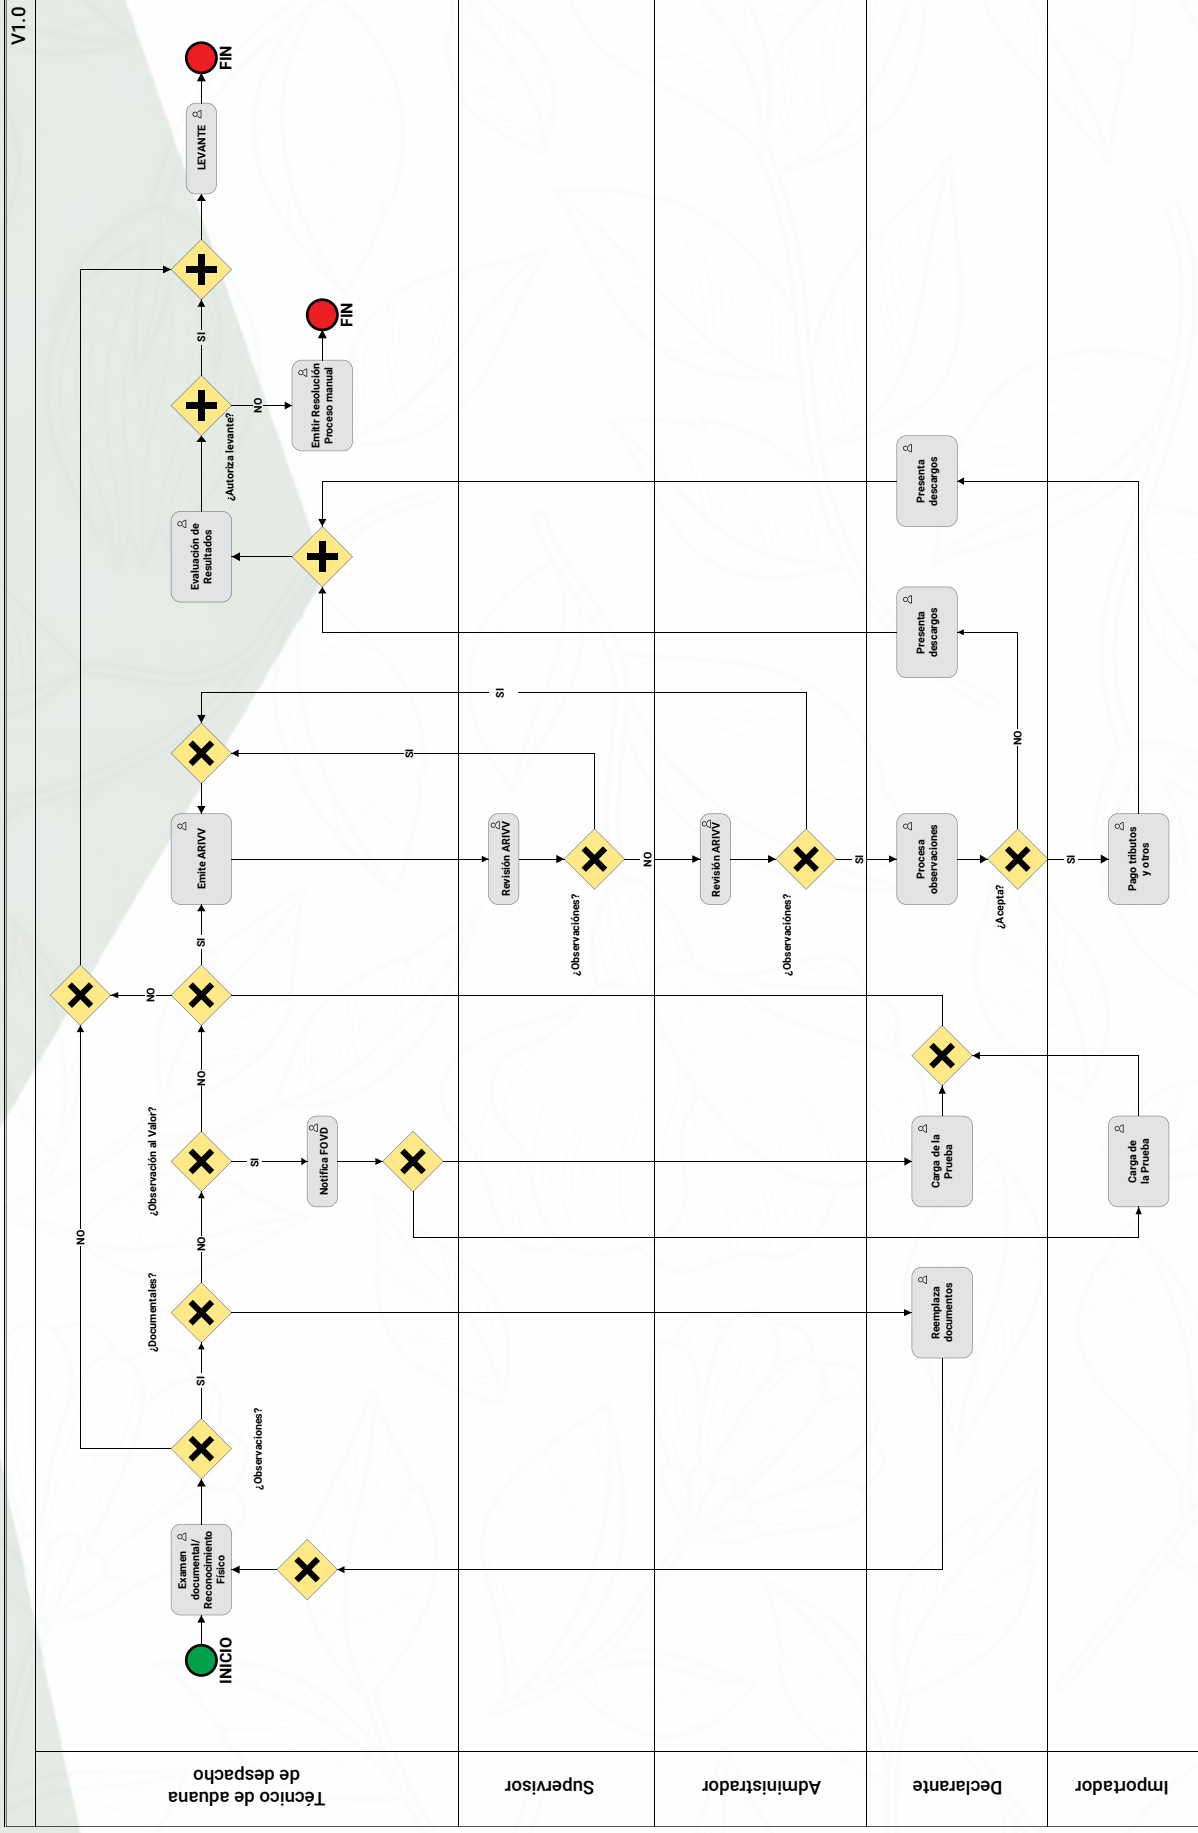 V1.0
Técnico de aduana
de despacho
INICIO
Examen
documental/
Reconocimiento
Físico
¿Observaciones?
NO
SI
¿Documentales?
NO
¿Observación al Valor?
SI
Notifica FOVD
NO
NO
SI
Emite ARIVV
SI
SI
Evaluación de
Resultados
¿Autoriza levante?
NO
Emitir Resolución
Proceso manual
FIN
SI
LEVANTE
FIN
Supervisor
Revisión ARIVV
¿Observaciónes?
NO
Administrador
Revisión ARIVV
¿Observaciónes?
SI
Declarante
Reemplaza
documentos
Carga de la
Prueba
Procesa
observaciones
¿Acepta?
NO
SI
Presenta
descargos
Presenta
descargos
Importador
Carga de
la Prueba
Pago tributos
y otros